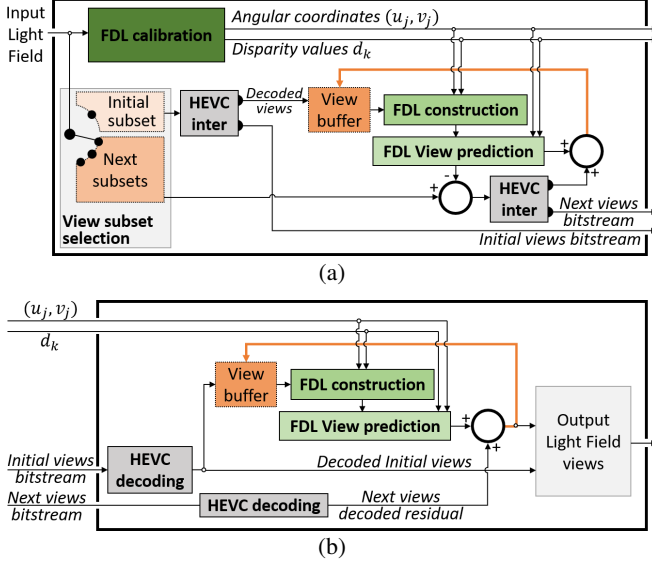 Input
Light
Field
FDL calibration
Angular coordinates (u_j, v_j)
Disparity values d_k
Initial
subset
Next
subsets
View subset
selection
HEVC
inter
Decoded
views
View
buffer
FDL construction
FDL View prediction
+
+
-
+
HEVC
inter
Next views
bitstream
Initial views bitstream
(a)
(u_j, v_j)
d_k
View
buffer
FDL construction
FDL View prediction
+
+
Output
Light Field
views
Initial views
bitstream
HEVC
decoding
Decoded Initial views
Next views
bitstream
HEVC decoding
Next views
decoded residual
(b)